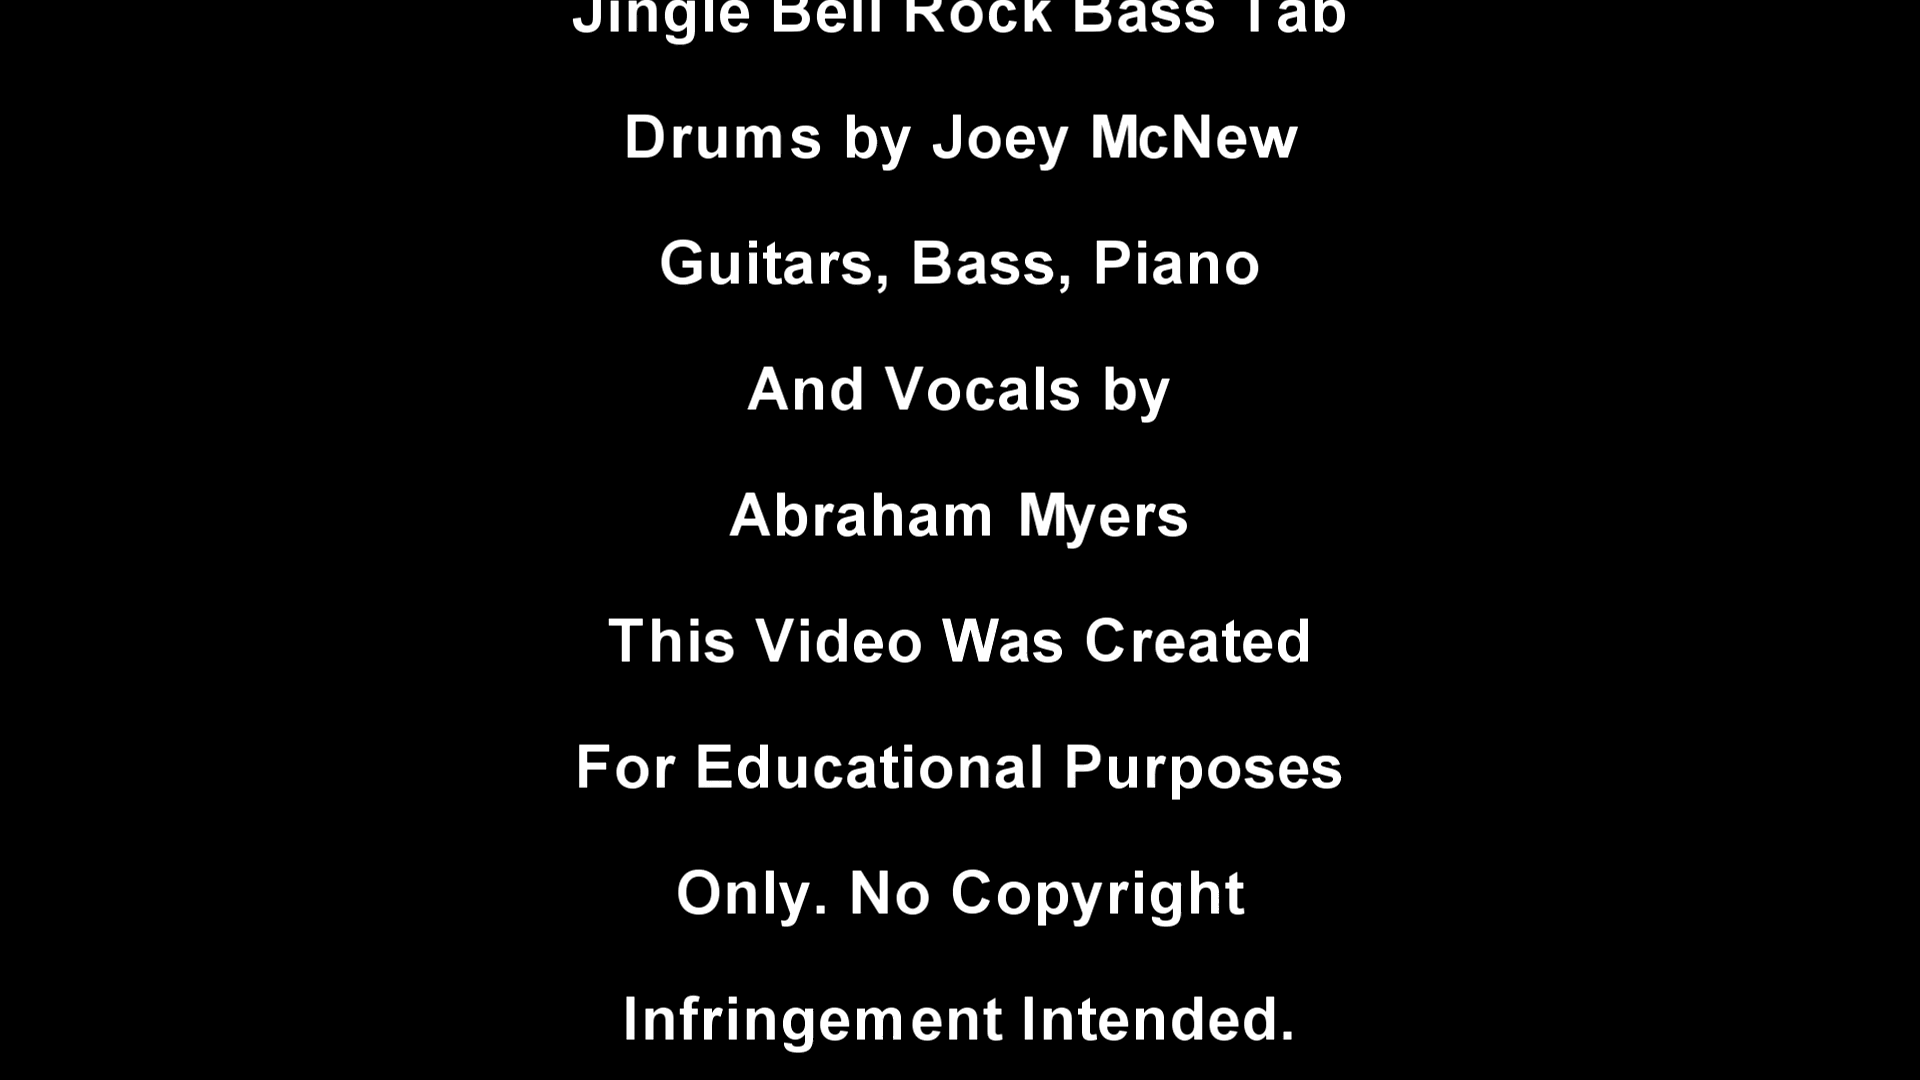 Jingle Bell Rock Bass Tab
Drums by Joey McNew
Guitars, Bass, Piano
And Vocals by
Abraham Myers
This Video Was Created
For Educational Purposes
Only. No Copyright
Infringement Intended.